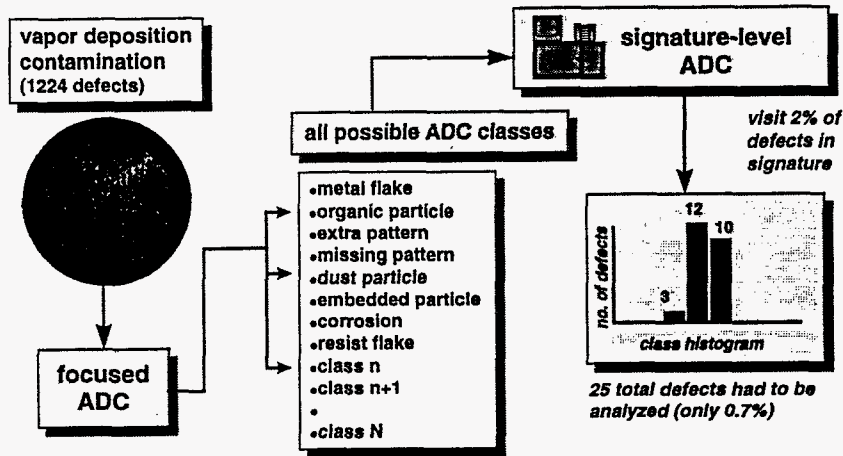 vapor deposition
contamination
(1224 defects)
signature-level
ADC
all possible ADC classes
visit 2% of
defects in
signature
•metal flake
•organic particle
•extra pattern
•missing pattern
•dust particle
•embedded particle
•corrosion
•resist flake
•class n
•class n+1
•
•class N
focused
ADC
no. of defects
3
12
10
class histogram
25 total defects had to be
analyzed (only 0.7%)